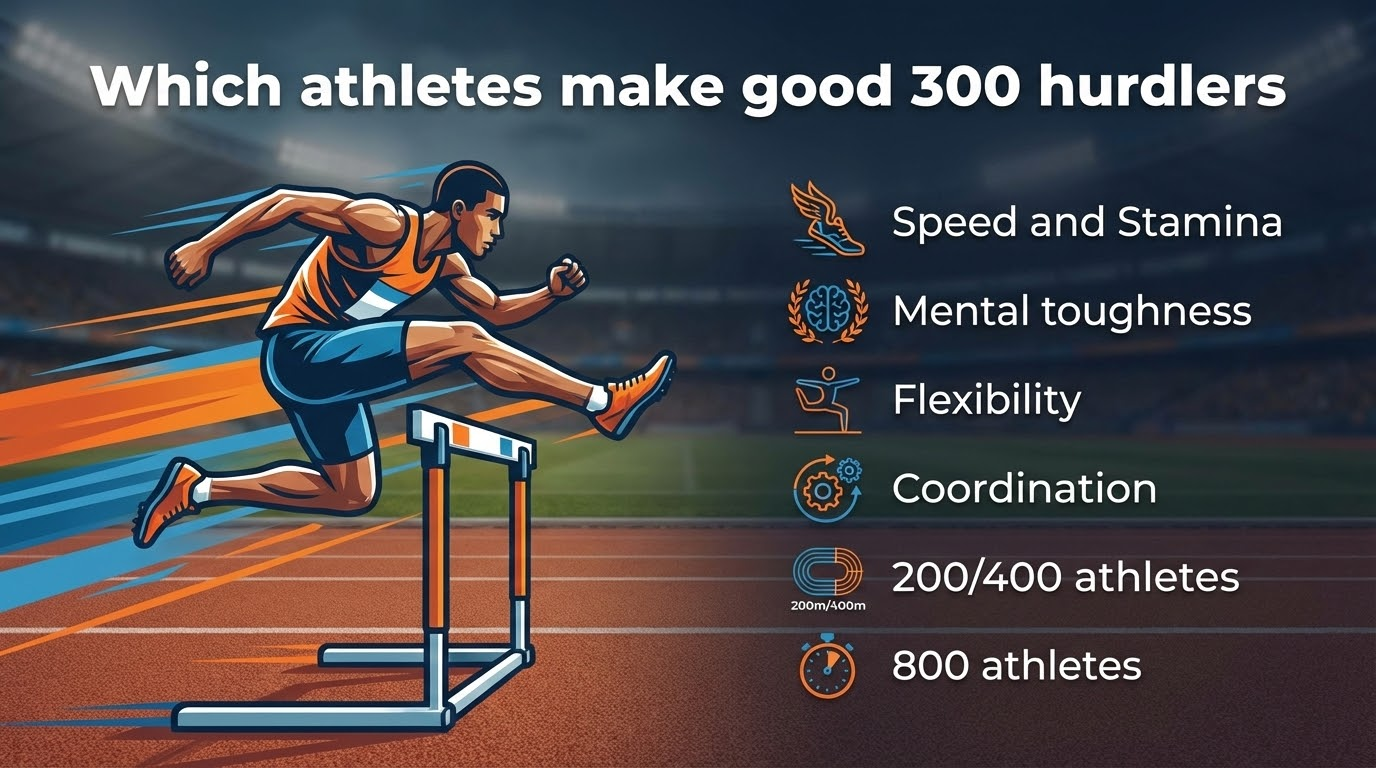 Which athletes make good 300 hurdlers
Speed and Stamina
Mental toughness
Flexibility
Coordination
200m/400m
200/400 athletes
800 athletes